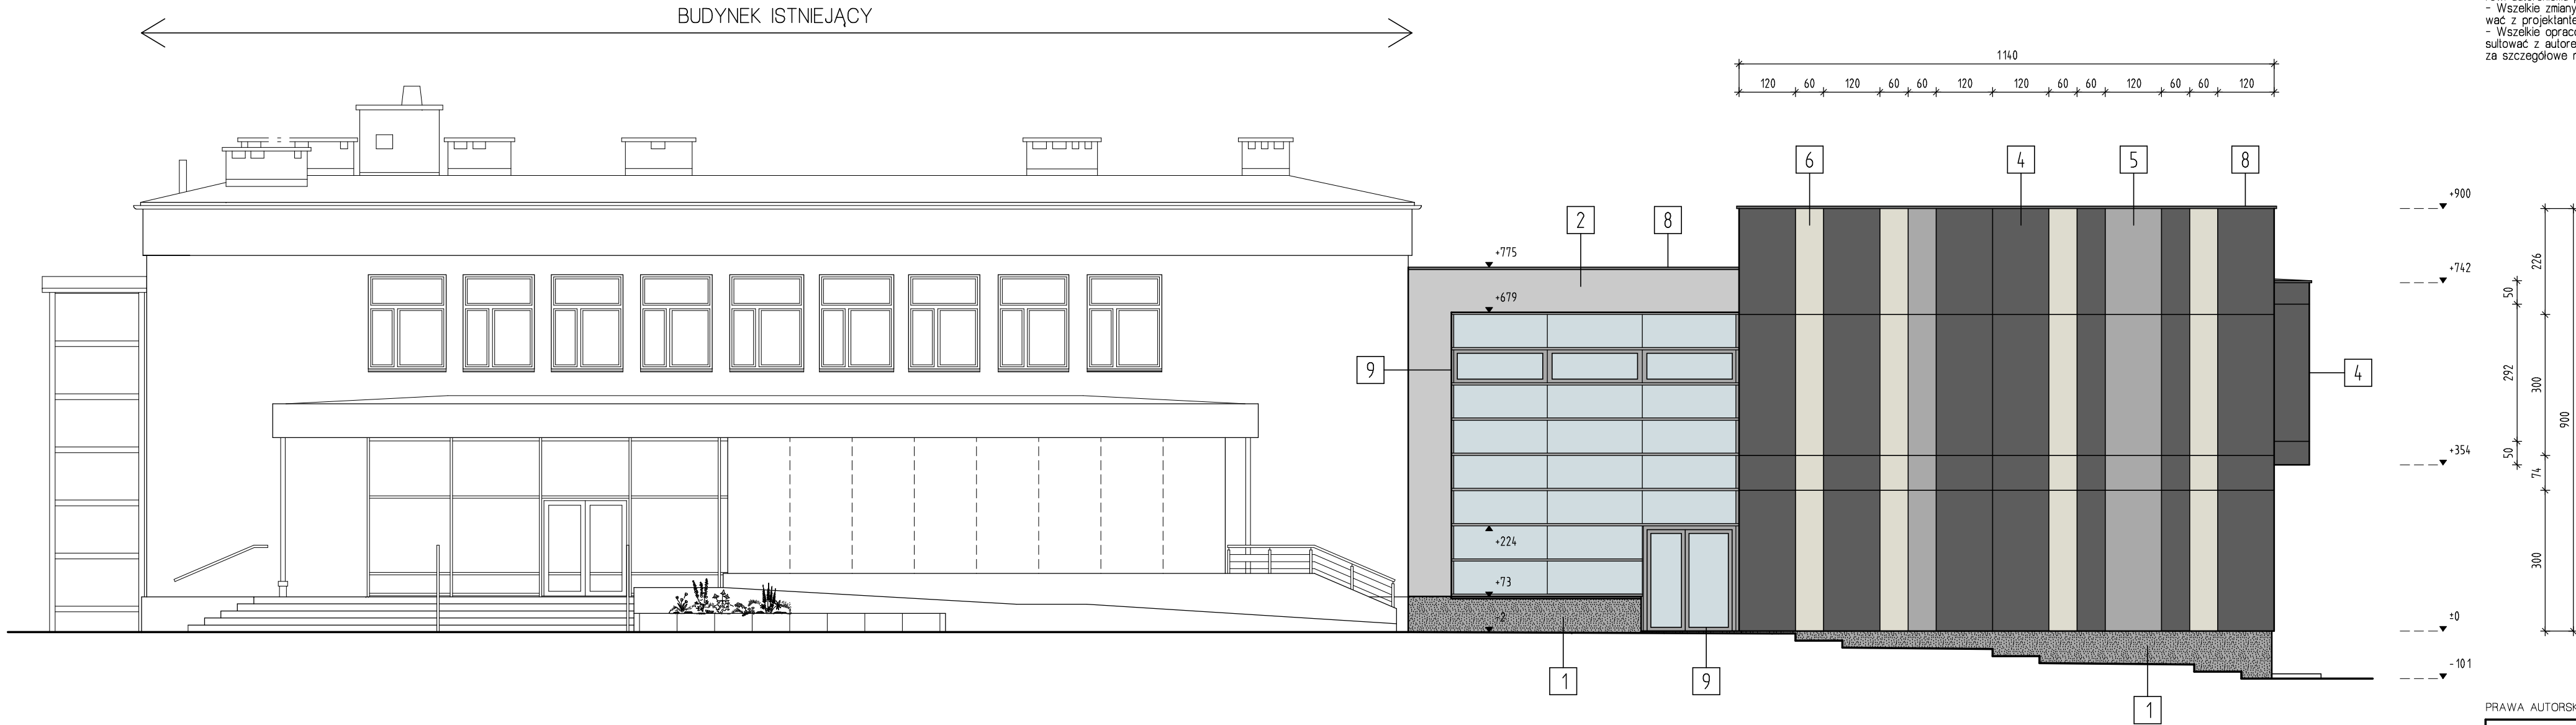 BUDYNEK ISTNIEJĄCY
- Wszelkie zmiany
wać z projektante
- Wszelkie opraco
sultować z autore
za szczegółowe r
1140
120 60 120 60 60 120 120 60 60 120 60 60 120
6 4 5 8
2 8
+900
+775
+742
+679
226
50
9
4
292
300
900
+354
50
74
+224
300
+73
-2
±0
-101
1 9
1
PRAWA AUTORSK